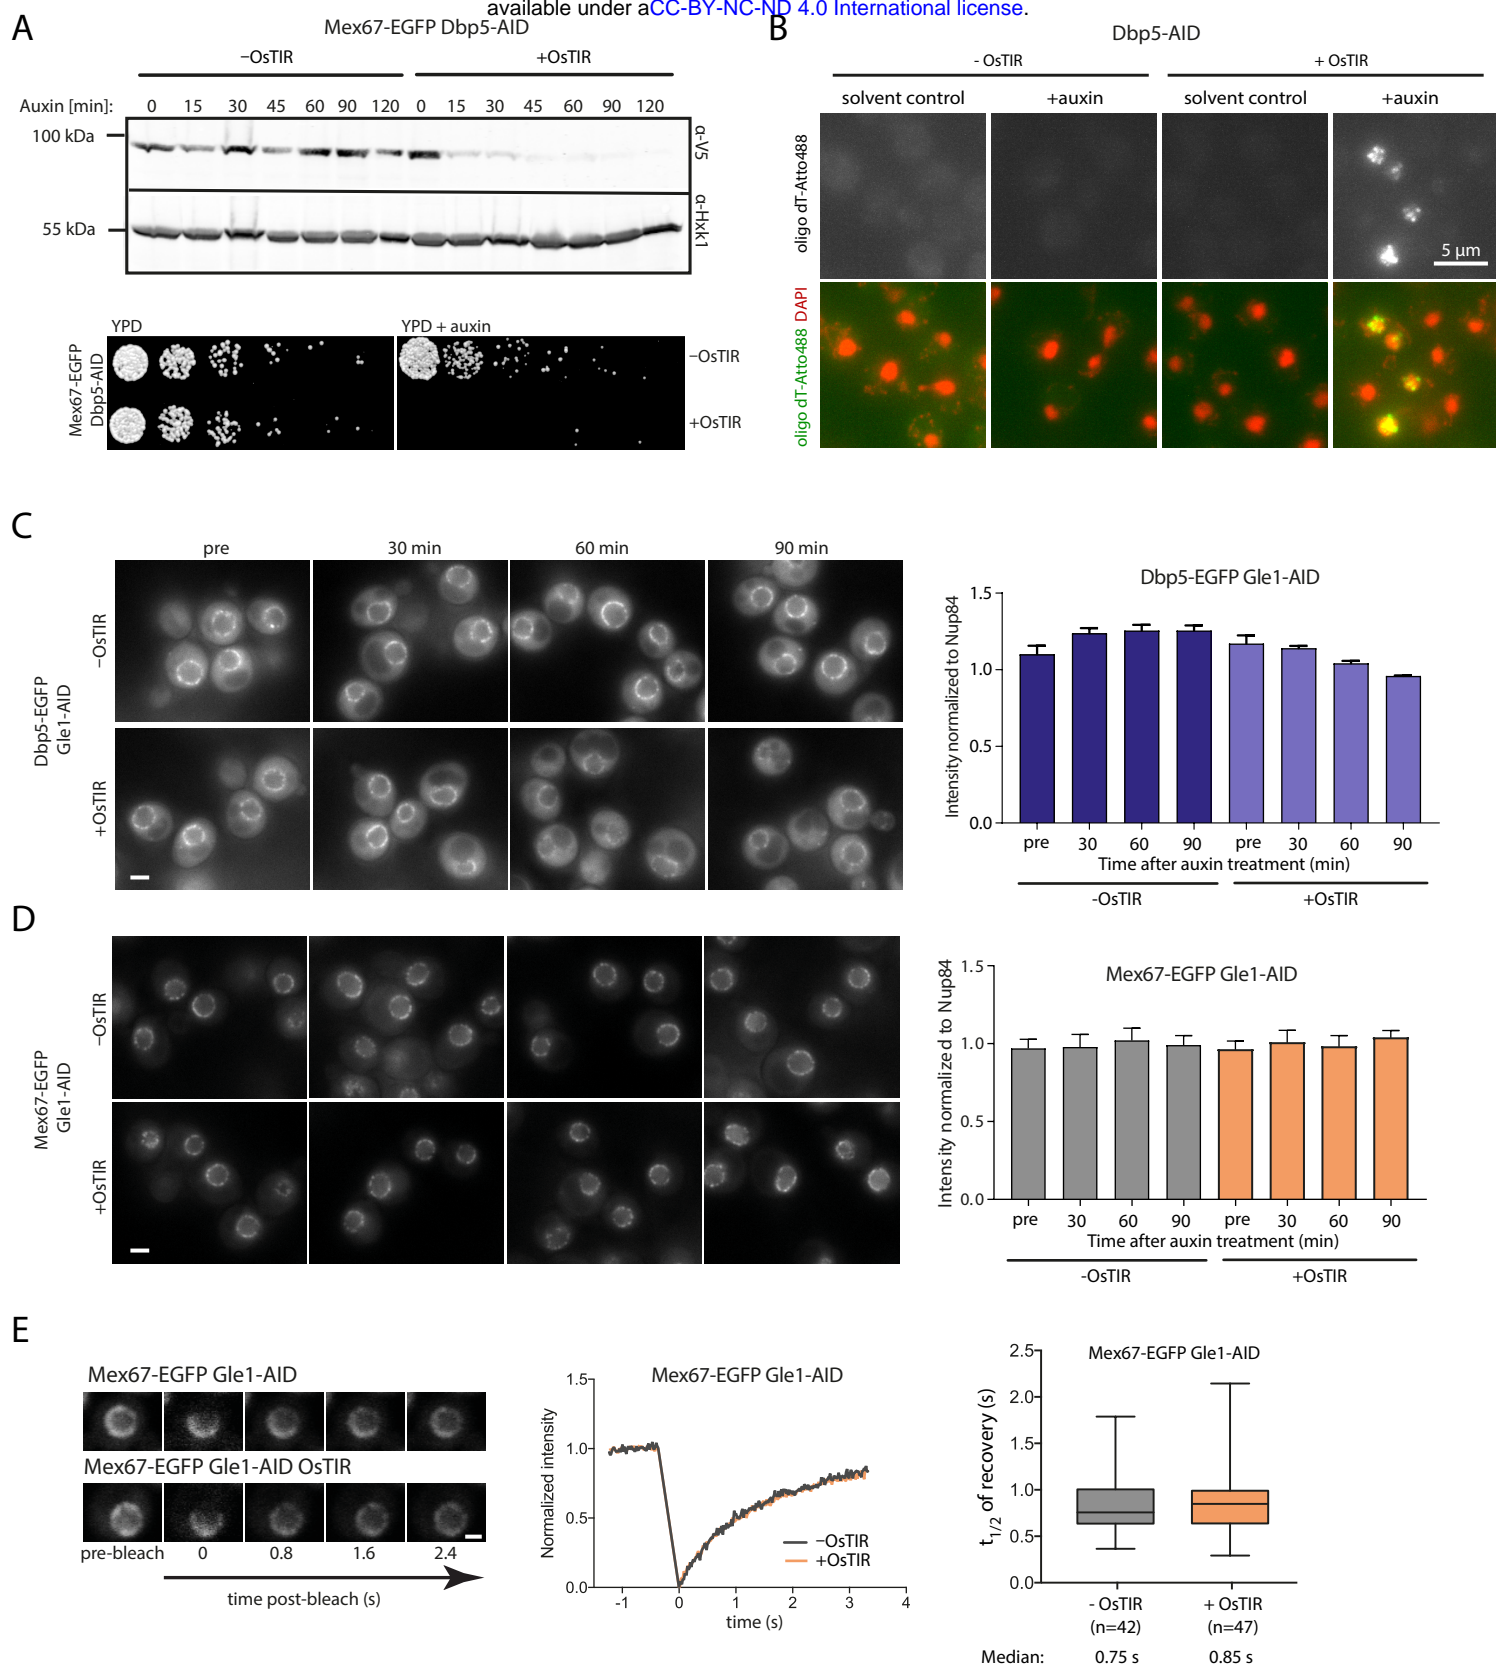 available under aCC-BY-NC-ND 4.0 International license.
A
Mex67-EGFP Dbp5-AID
−OsTIR
+OsTIR
Auxin [min]:
0 15 30 45 60 90 120 0 15 30 45 60 90 120
100 kDa
α-V5
55 kDa
α-Hxk1
YPD
YPD + auxin
Mex67-EGFP
Dbp5-AID
−OsTIR
+OsTIR
B
Dbp5-AID
- OsTIR
+ OsTIR
solvent control
+auxin
solvent control
+auxin
oligo dT-Atto488
5 µm
oligo dT-Atto488 DAPI
C
pre
30 min
60 min
90 min
Dbp5-EGFP
Gle1-AID
−OsTIR
+OsTIR
Dbp5-EGFP Gle1-AID
Intensity normalized to Nup84
1.5
1.0
0.5
0.0
pre 30 60 90 pre 30 60 90
Time after auxin treatment (min)
-OsTIR
+OsTIR
D
Mex67-EGFP
Gle1-AID
−OsTIR
+OsTIR
Mex67-EGFP Gle1-AID
Intensity normalized to Nup84
1.5
1.0
0.5
0.0
pre 30 60 90 pre 30 60 90
Time after auxin treatment (min)
-OsTIR
+OsTIR
E
Mex67-EGFP Gle1-AID
Mex67-EGFP Gle1-AID OsTIR
pre-bleach 0 0.8 1.6 2.4
time post-bleach (s)
Mex67-EGFP Gle1-AID
Normalized intensity
1.5
1.0
0.5
0.0
−OsTIR
+OsTIR
-1 0 1 2 3 4
time (s)
Mex67-EGFP Gle1-AID
t1/2 of recovery (s)
2.5
2.0
1.5
1.0
0.5
0.0
- OsTIR
(n=42)
+ OsTIR
(n=47)
Median: 0.75 s 0.85 s